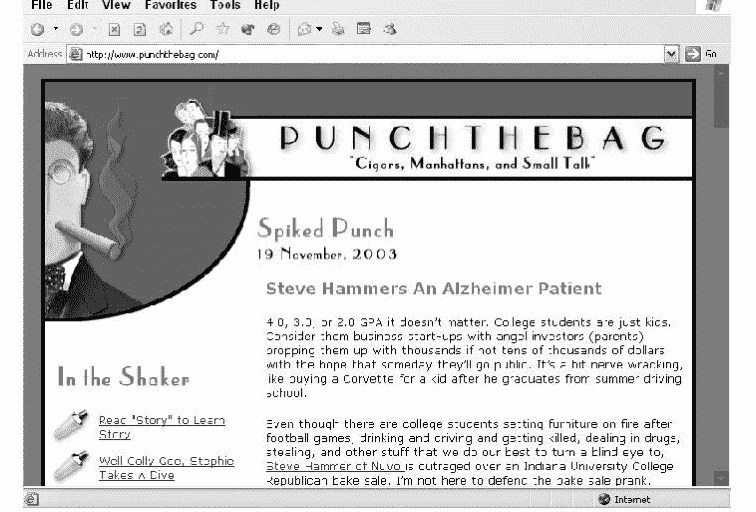 File Edit View Favorites Tools Help
Address http://www.punchthebag.com/ Go
PUNCHTHEBAG
"Cigars, Manhattans, and Small Talk"
Spiked Punch
19 November, 2003
Steve Hammers An Alzheimer Patient
4.0, 3.0, or 2.0 GPA it doesn't matter. College students are just kids.
Consider them business start-ups with angel investors (parents)
propping them up with thousands if not tens of thousands of dollars
with the hope that someday they'll go public. It's a bit nerve wracking,
like buying a Corvette for a kid after he graduates from summer driving
school.
In the Shaker
Read "Story" to Learn
Story
Well Golly Gee, Stephie
Takes A Dive
Even though there are college students setting furniture on fire after
football games, drinking and driving and getting killed, dealing in drugs,
stealing, and other stuff that we do our best to turn a blind eye to,
Steve Hammer of Nuvo is outraged over an Indiana University College
Republican bake sale. I'm not here to defend the bake sale prank.
Internet